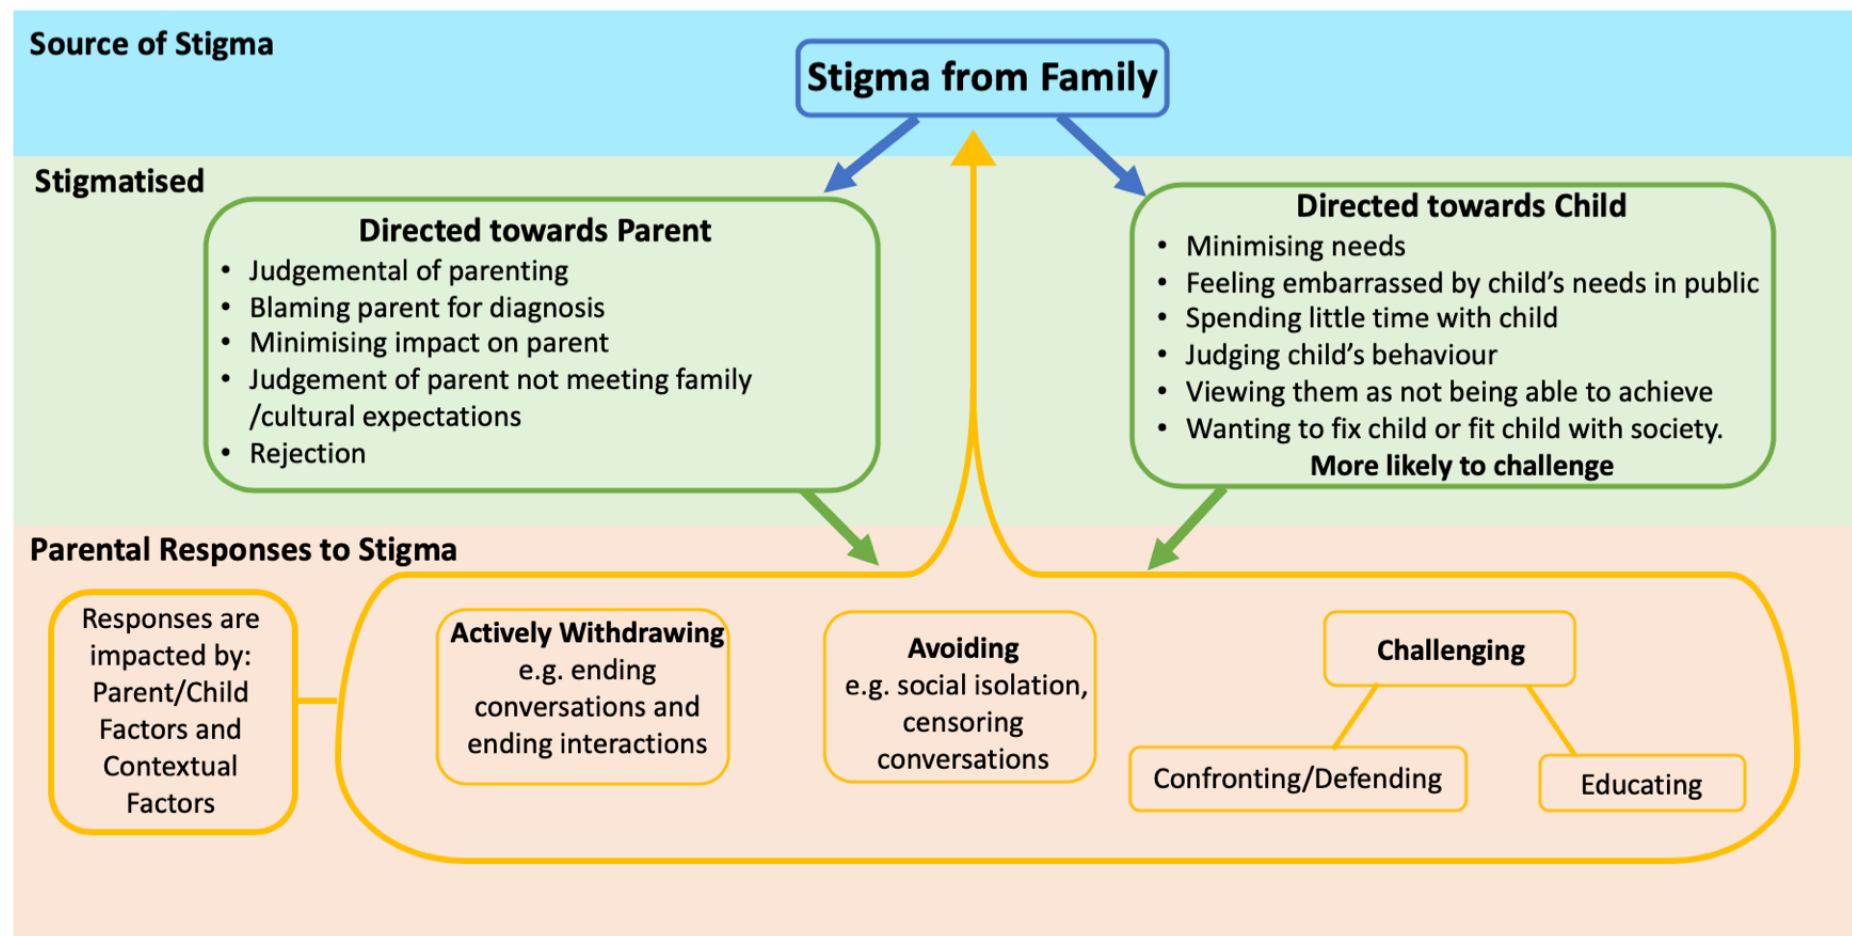 Source of Stigma
Stigma from Family
Stigmatised
Directed towards Parent
• Judgemental of parenting
• Blaming parent for diagnosis
• Minimising impact on parent
• Judgement of parent not meeting family
/cultural expectations
• Rejection
Directed towards Child
• Minimising needs
• Feeling embarrassed by child's needs in public
• Spending little time with child
• Judging child's behaviour
• Viewing them as not being able to achieve
• Wanting to fix child or fit child with society.
More likely to challenge
Parental Responses to Stigma
Responses are
impacted by:
Parent/Child
Factors and
Contextual
Factors
Actively Withdrawing
e.g. ending
conversations and
ending interactions
Avoiding
e.g. social isolation,
censoring
conversations
Challenging
Confronting/Defending
Educating